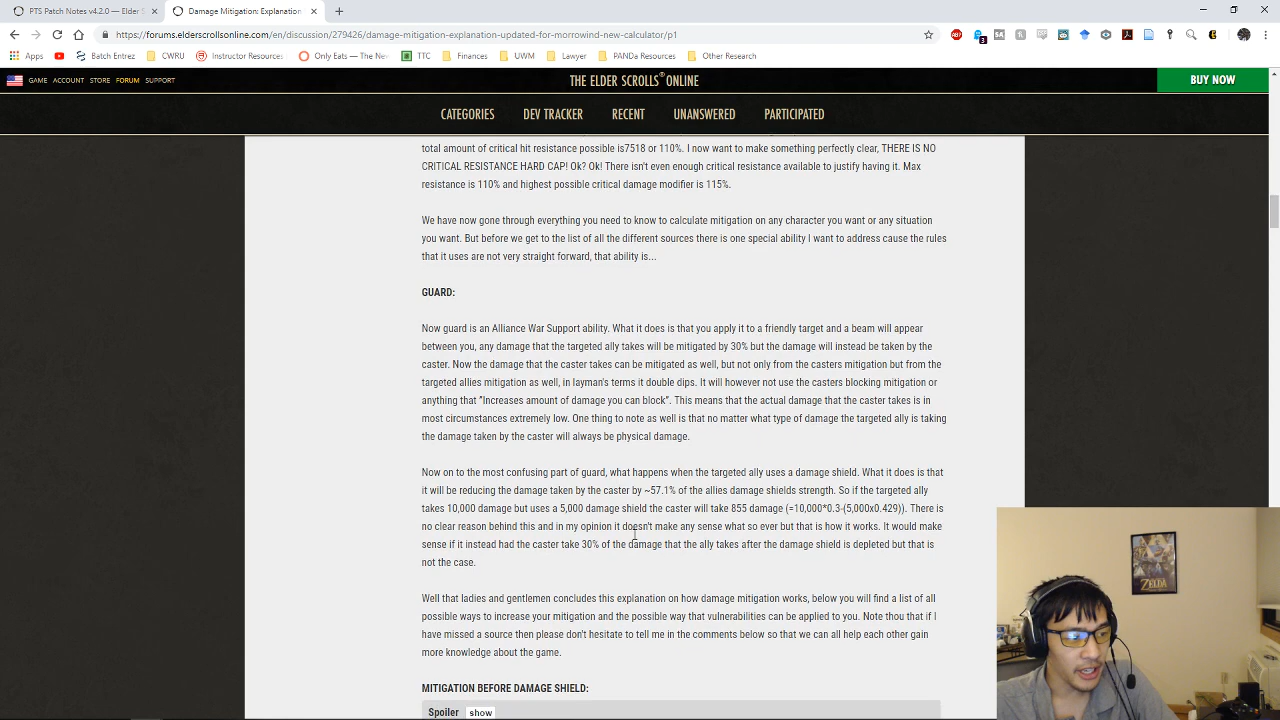 PTS Patch Notes v4.2.0 — Elder S
Damage Mitigation: Explanation
https://forums.elderscrollsonline.com/en/discussion/279426/damage-mitigation-explanation-updated-for-morrowind-new-calculator/p1
Apps Batch Entrez CWRU Instructor Resources Only Eats — The Nev TTC Finances UWM Lawyer PANDa Resources Other Research
GAME ACCOUNT STORE FORUM SUPPORT THE ELDER SCROLLS® ONLINE BUY NOW
CATEGORIES DEV TRACKER RECENT UNANSWERED PARTICIPATED
total amount of critical hit resistance possible is7518 or 110%. I now want to make something perfectly clear, THERE IS NO
CRITICAL RESISTANCE HARD CAP! Ok? Ok! There isn't even enough critical resistance available to justify having it. Max
resistance is 110% and highest possible critical damage modifier is 115%.
We have now gone through everything you need to know to calculate mitigation on any character you want or any situation
you want. But before we get to the list of all the different sources there is one special ability I want to address cause the rules
that it uses are not very straight forward, that ability is...
GUARD:
Now guard is an Alliance War Support ability. What it does is that you apply it to a friendly target and a beam will appear
between you, any damage that the targeted ally takes will be mitigated by 30% but the damage will instead be taken by the
caster. Now the damage that the caster takes can be mitigated as well, but not only from the casters mitigation but from the
targeted allies mitigation as well, in layman's terms it double dips. It will however not use the casters blocking mitigation or
anything that "Increases amount of damage you can block". This means that the actual damage that the caster takes is in
most circumstances extremely low. One thing to note as well is that no matter what type of damage the targeted ally is taking
the damage taken by the caster will always be physical damage.
Now on to the most confusing part of guard, what happens when the targeted ally uses a damage shield. What it does is that
it will be reducing the damage taken by the caster by ~57.1% of the allies damage shields strength. So if the targeted ally
takes 10,000 damage but uses a 5,000 damage shield the caster will take 855 damage (=10,000*0.3-(5,000x0.429)). There is
no clear reason behind this and in my opinion it doesn't make any sense what so ever but that is how it works. It would make
sense if it instead had the caster take 30% of the damage that the ally takes after the damage shield is depleted but that is
not the case.
Well that ladies and gentlemen concludes this explanation on how damage mitigation works, below you will find a list of all
possible ways to increase your mitigation and the possible way that vulnerabilities can be applied to you. Note thou that if I
have missed a source then please don't hesitate to tell me in the comments below so that we can all help each other gain
more knowledge about the game.
MITIGATION BEFORE DAMAGE SHIELD:
Spoiler show
ZELDA